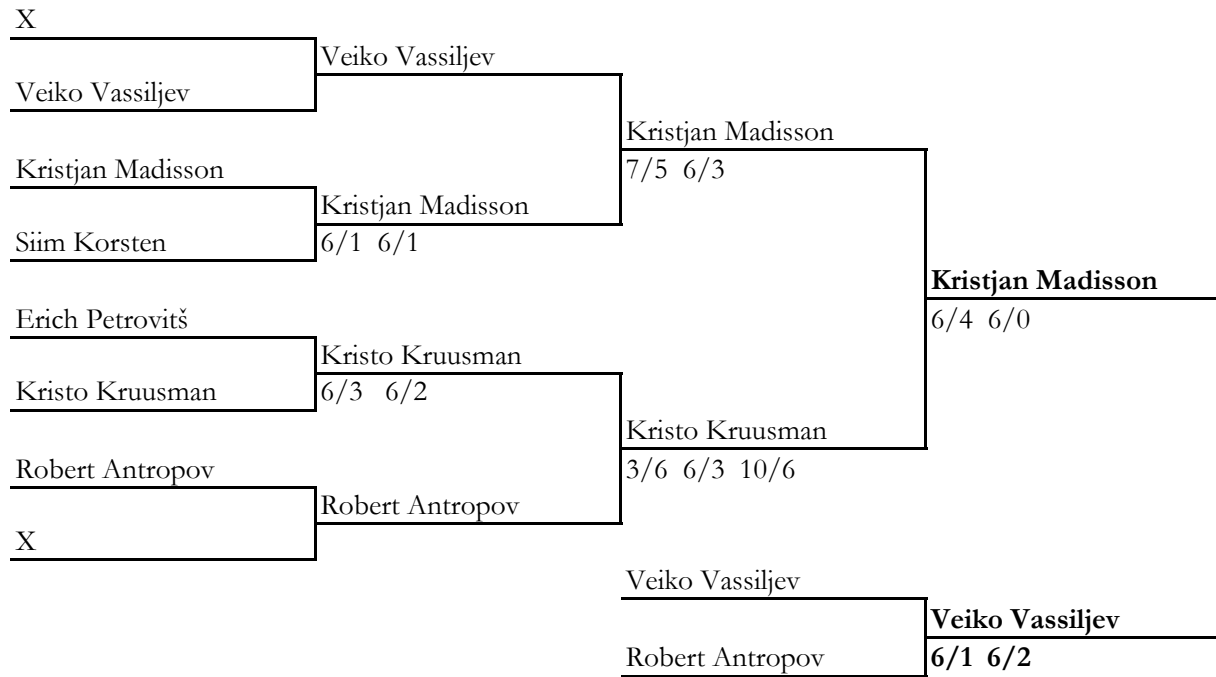 X
Veiko Vassiljev
Veiko Vassiljev
Kristjan Madisson
Kristjan Madisson
7/5 6/3
Kristjan Madisson
Siim Korsten
6/1 6/1
Kristjan Madisson
Erich Petrovitš
6/4 6/0
Kristo Kruusman
Kristo Kruusman
6/3 6/2
Kristo Kruusman
Robert Antropov
3/6 6/3 10/6
Robert Antropov
X
Veiko Vassiljev
Veiko Vassiljev
Robert Antropov
6/1 6/2